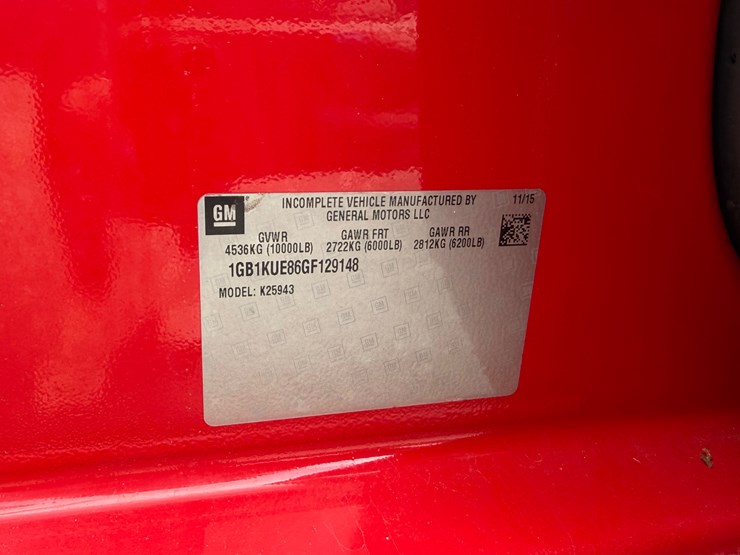 GM
INCOMPLETE VEHICLE MANUFACTURED BY
GENERAL MOTORS LLC
11/15
GVWR GAWR FRT GAWR RR
4536KG (10000LB) 2722KG (6000LB) 2812KG (6200LB)
1GB1KUE86GF129148
MODEL: K25943